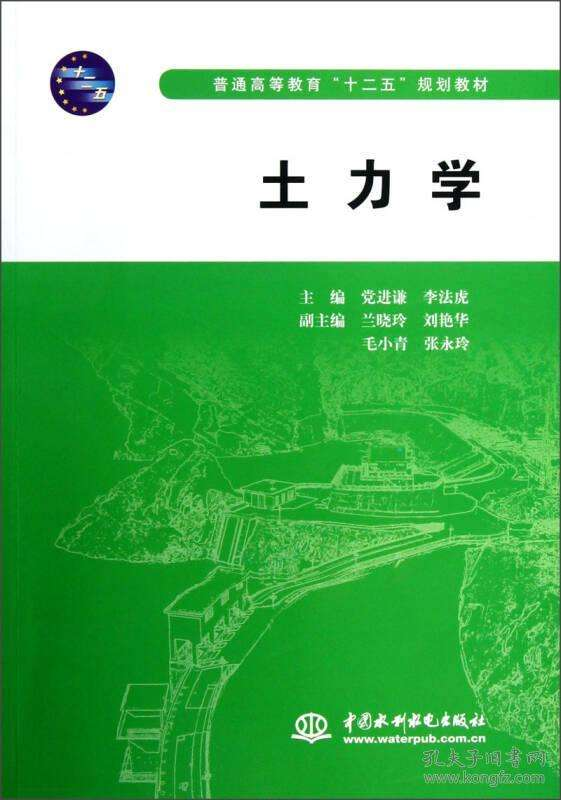 十二五
普通高等教育“十二五”规划教材
土力学
主 编 党进谦 李法虎
副主编 兰晓玲 刘艳华
毛小青 张永玲
中国水利水电出版社
www.waterpub.com.cn
孔夫子旧书网
www.kongfz.com